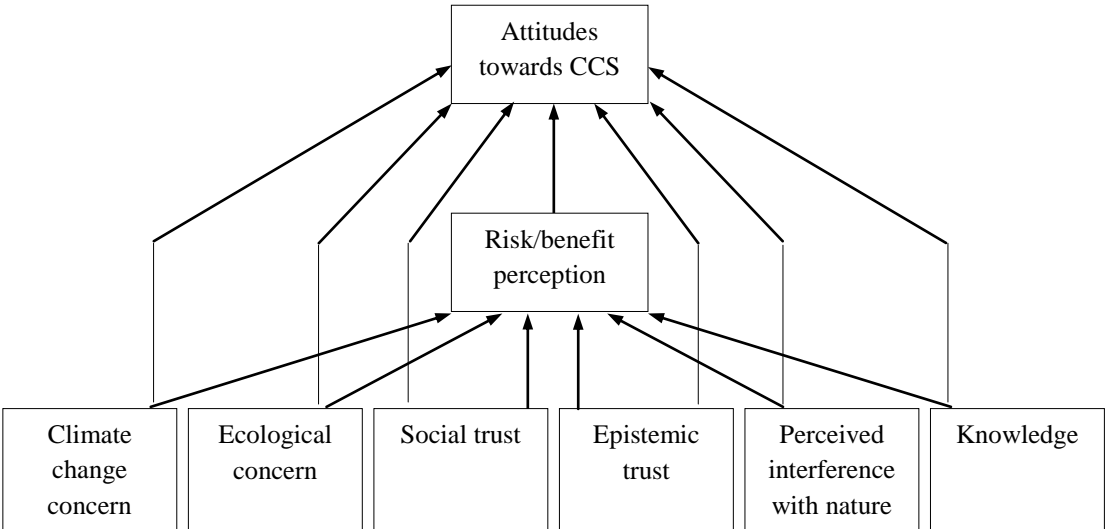 Attitudes
towards CCS
Risk/benefit
perception
Climate
change
concern
Ecological
concern
Social trust
Epistemic
trust
Perceived
interference
with nature
Knowledge